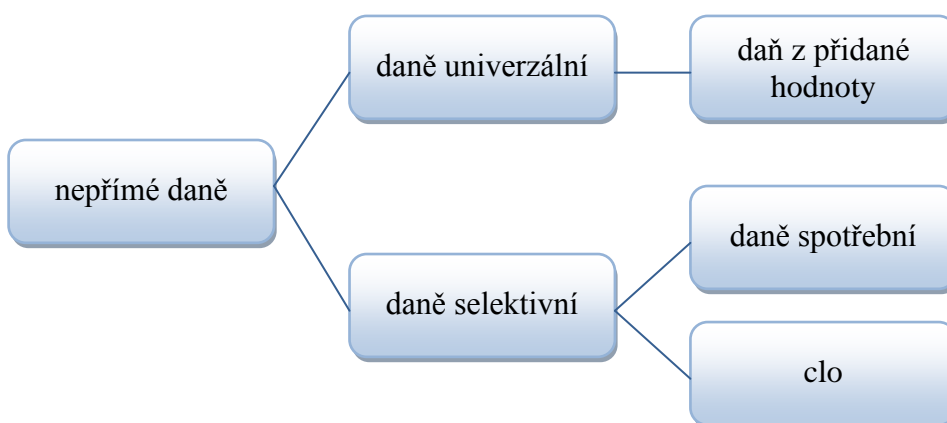 nepřímé daně
daně univerzální
daň z přidané
hodnoty
daně selektivní
daně spotřební
clo